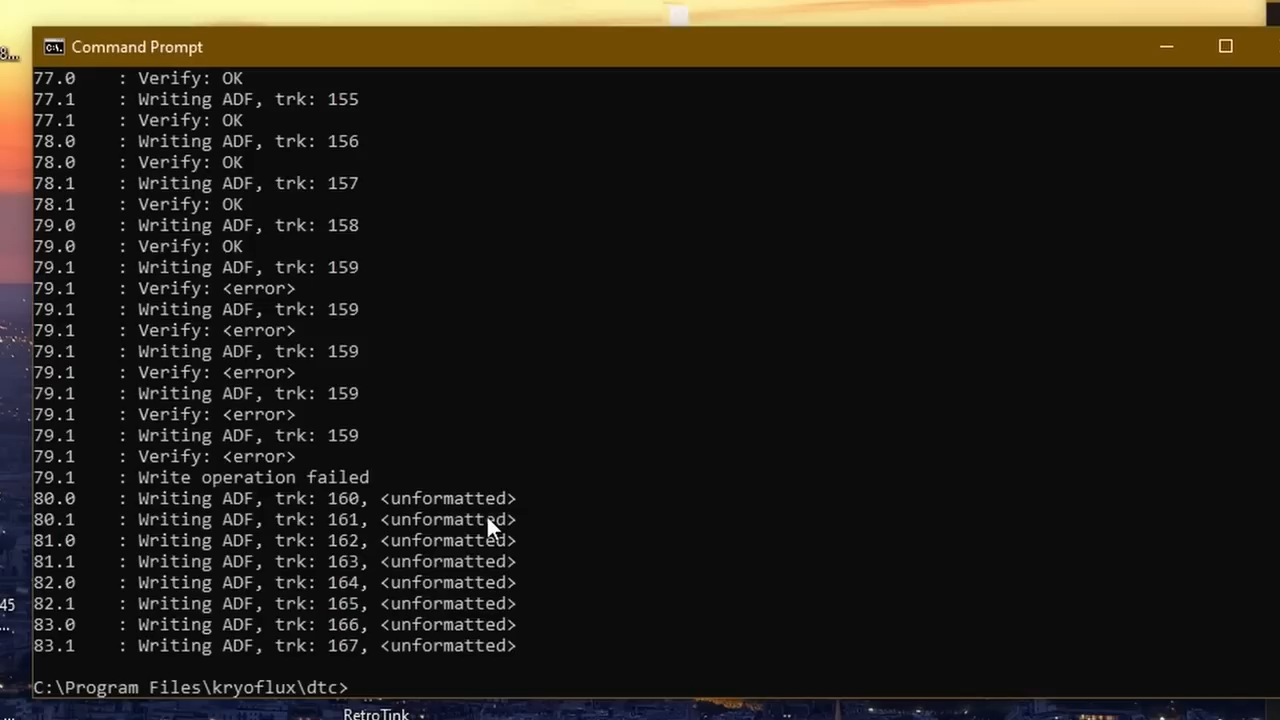 8...
Command Prompt
77.0 : Verify: OK
77.1 : Writing ADF, trk: 155
77.1 : Verify: OK
78.0 : Writing ADF, trk: 156
78.0 : Verify: OK
78.1 : Writing ADF, trk: 157
78.1 : Verify: OK
79.0 : Writing ADF, trk: 158
79.0 : Verify: OK
79.1 : Writing ADF, trk: 159
79.1 : Verify: <error>
79.1 : Writing ADF, trk: 159
79.1 : Verify: <error>
79.1 : Writing ADF, trk: 159
79.1 : Verify: <error>
79.1 : Writing ADF, trk: 159
79.1 : Verify: <error>
79.1 : Writing ADF, trk: 159
79.1 : Verify: <error>
79.1 : Write operation failed
80.0 : Writing ADF, trk: 160, <unformatted>
80.1 : Writing ADF, trk: 161, <unformatted>
81.0 : Writing ADF, trk: 162, <unformatted>
81.1 : Writing ADF, trk: 163, <unformatted>
82.0 : Writing ADF, trk: 164, <unformatted>
82.1 : Writing ADF, trk: 165, <unformatted>
83.0 : Writing ADF, trk: 166, <unformatted>
83.1 : Writing ADF, trk: 167, <unformatted>
45
...
C:\Program Files\kryoflux\dtc>
RetroTink